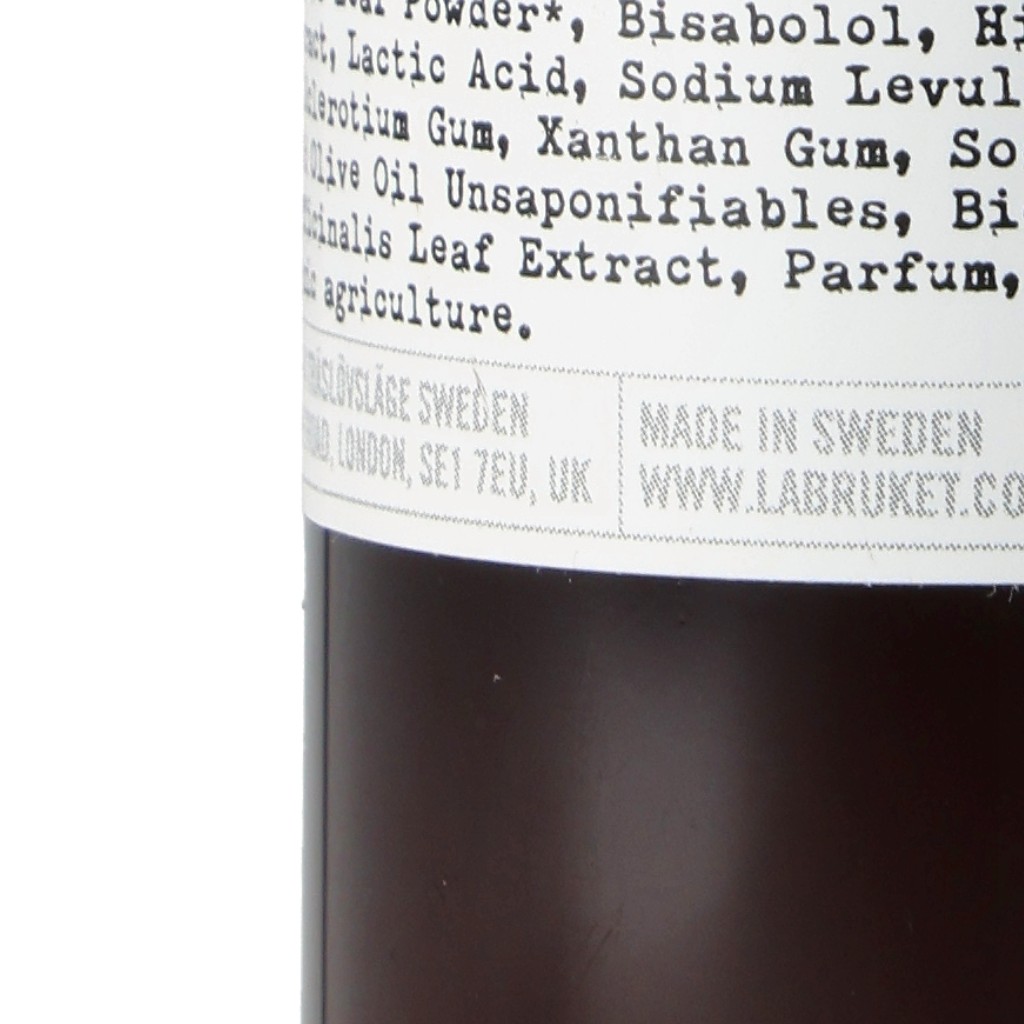 Powder*, Bisabolol,
Lactic Acid, Sodium Levul
Gum, Xanthan Gum, So
Olive Oil Unsaponifiables, Bi
Leaf Extract, Parfum,
agriculture.
SWEDEN
LONDON, SE1 7EU, UK
MADE IN SWEDEN
WWW.LABRUKET.CO